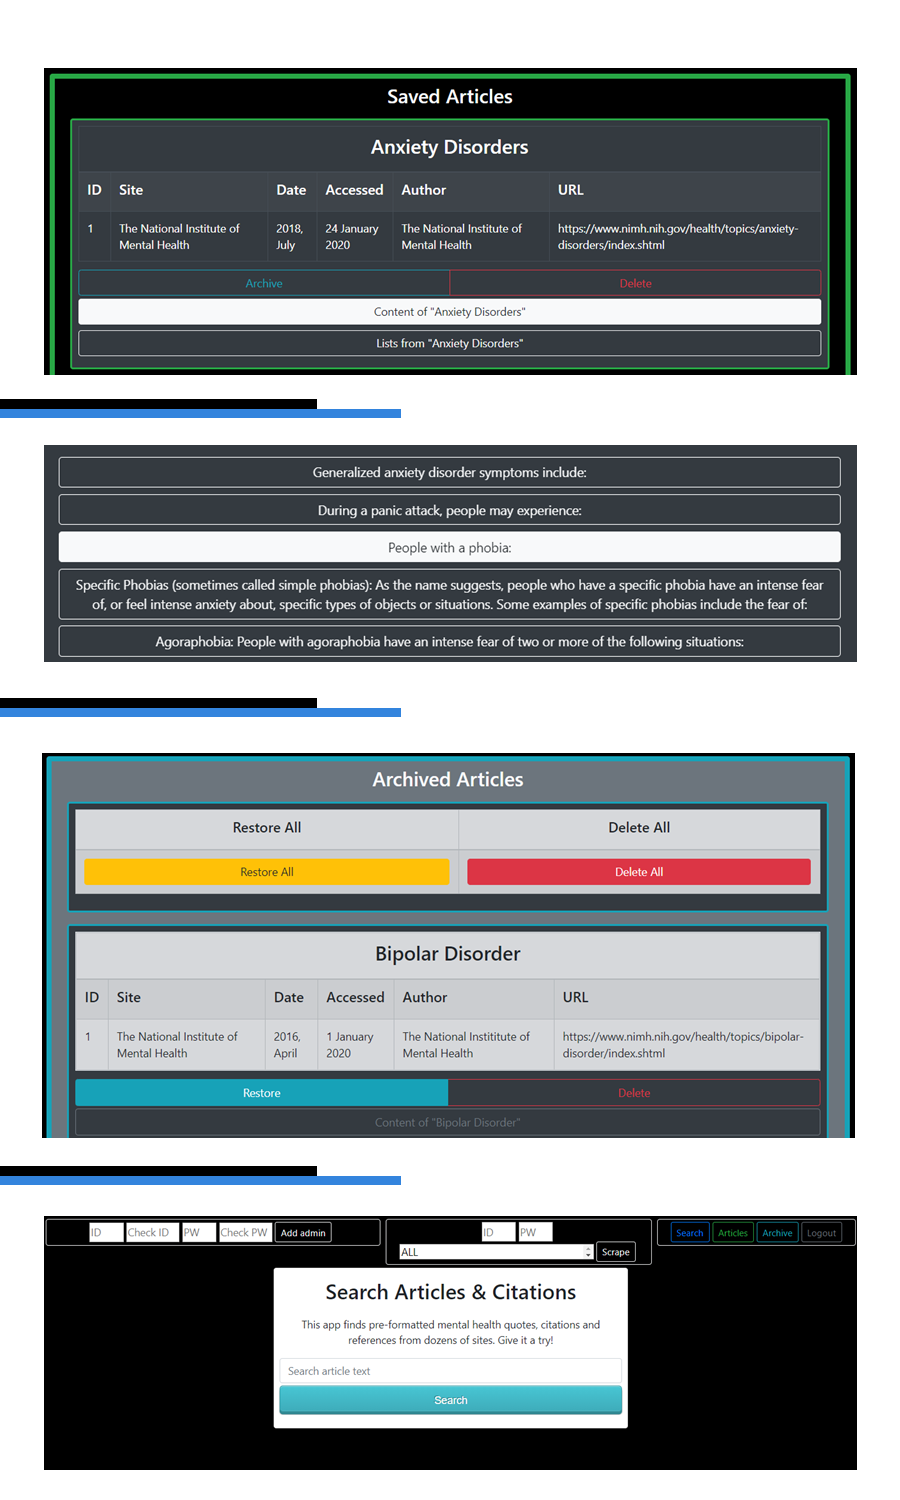 Saved Articles
Anxiety Disorders
ID Site Date Accessed Author URL
1 The National Institute of Mental Health 2018, July 24 January 2020 The National Institute of Mental Health https://www.nimh.nih.gov/health/topics/anxiety-disorders/index.shtml
Archive Delete
Content of "Anxiety Disorders"
Lists from "Anxiety Disorders"
Generalized anxiety disorder symptoms include:
During a panic attack, people may experience:
People with a phobia:
Specific Phobias (sometimes called simple phobias): As the name suggests, people who have a specific phobia have an intense fear
of, or feel intense anxiety about, specific types of objects or situations. Some examples of specific phobias include the fear of:
Agoraphobia: People with agoraphobia have an intense fear of two or more of the following situations:
Archived Articles
Restore All Delete All
Restore All Delete All
Bipolar Disorder
ID Site Date Accessed Author URL
1 The National Institute of Mental Health 2016, April 1 January 2020 The National Instititute of Mental Health https://www.nimh.nih.gov/health/topics/bipolar-disorder/index.shtml
Restore Delete
Content of "Bipolar Disorder"
ID Check ID PW Check PW Add admin
ID PW
ALL Scrape
Search Articles Archive Logout
Search Articles & Citations
This app finds pre-formatted mental health quotes, citations and
references from dozens of sites. Give it a try!
Search article text
Search